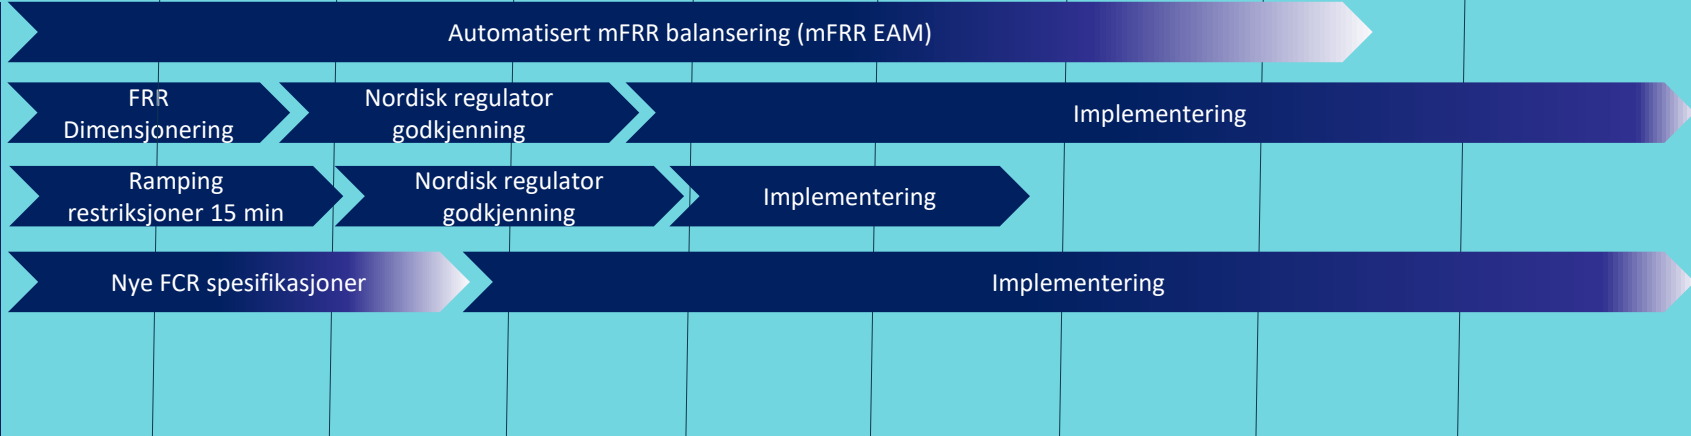 Automatisert mFRR balansering (mFRR EAM)
FRR
Dimensjonering
Nordisk regulator
godkjenning
Implementering
Ramping
restriksjoner 15 min
Nordisk regulator
godkjenning
Implementering
Nye FCR spesifikasjoner
Implementering